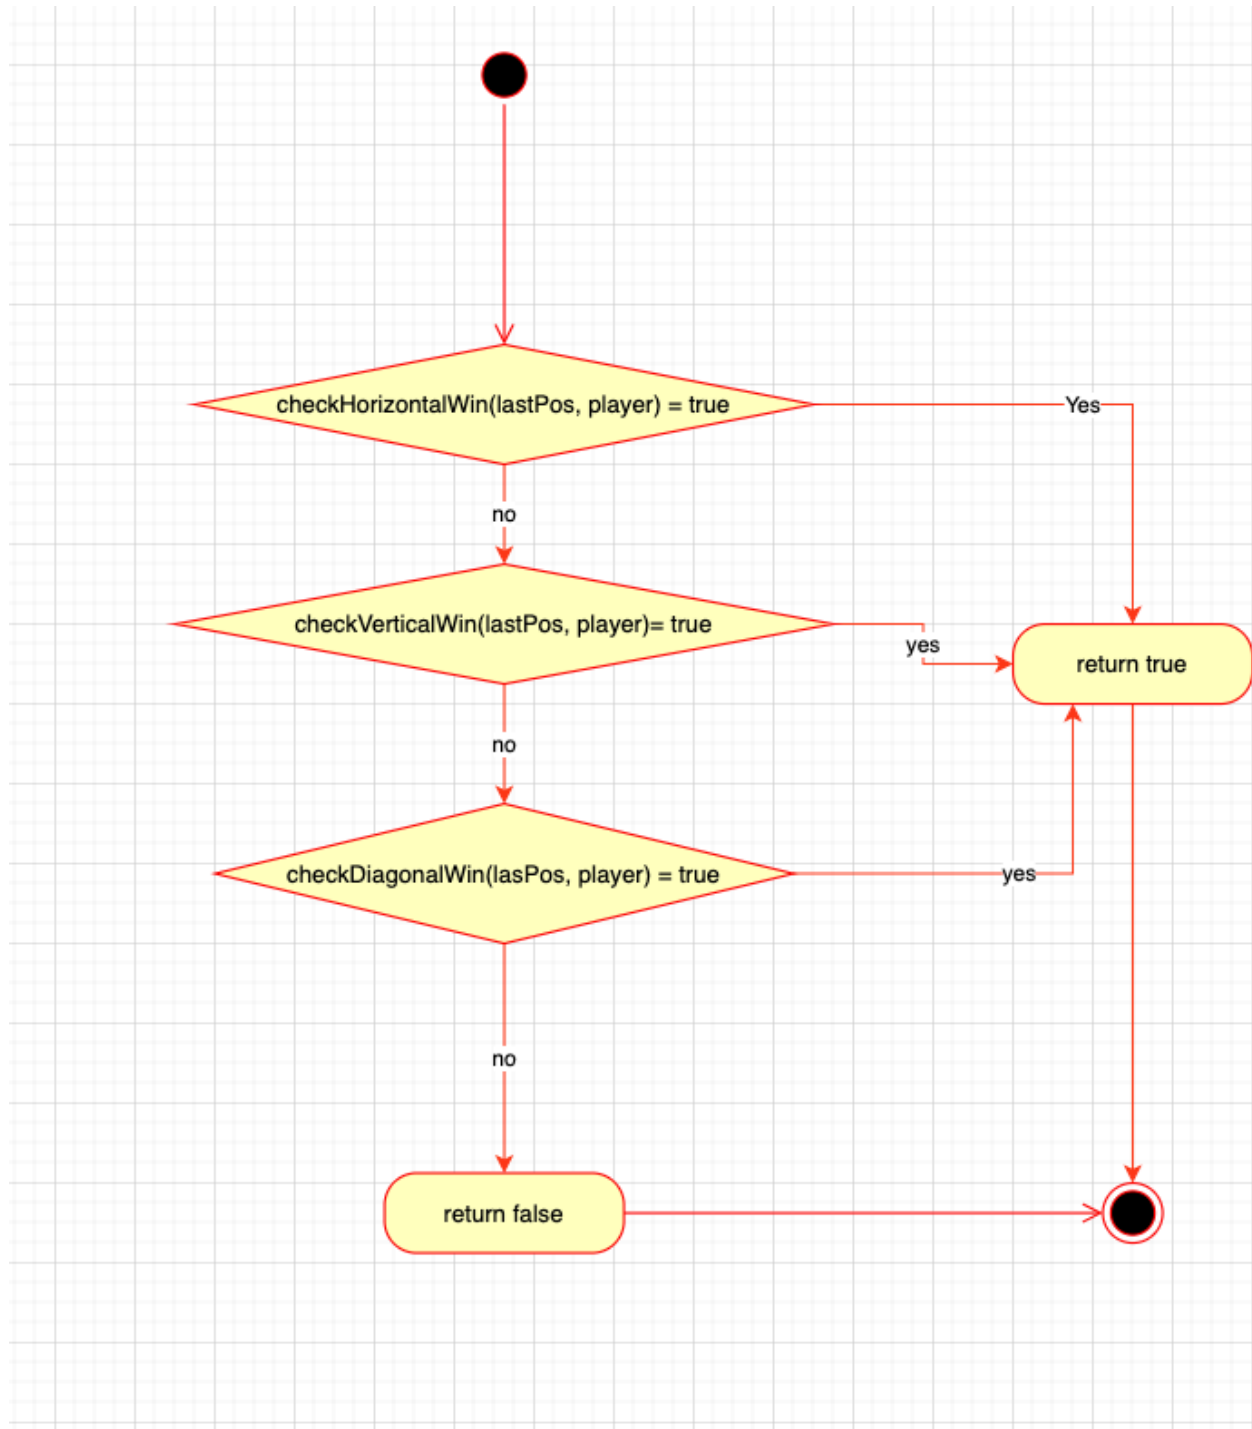 checkHorizontalWin(lastPos, player) = true
Yes
no
checkVerticalWin(lastPos, player)= true
yes
return true
no
checkDiagonalWin(lasPos, player) = true
yes
no
return false